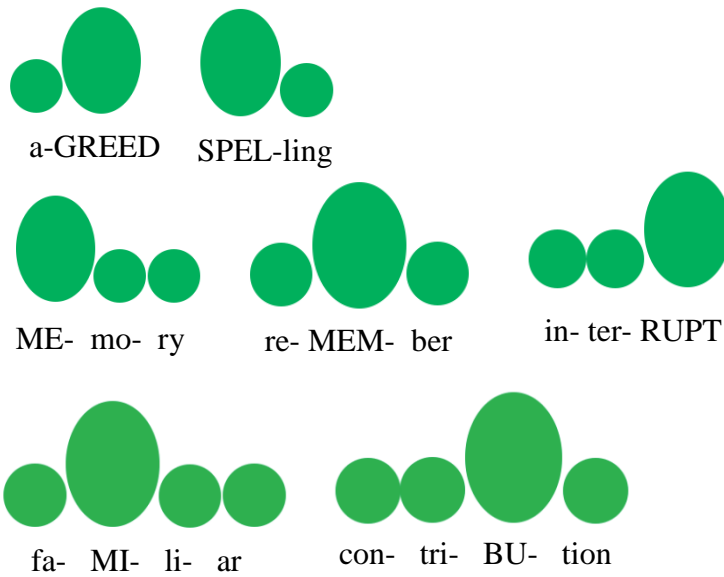 a-GREED SPEL-ling
ME- mo- ry re- MEM- ber in- ter- RUPT
fa- MI- li- ar con- tri- BU- tion